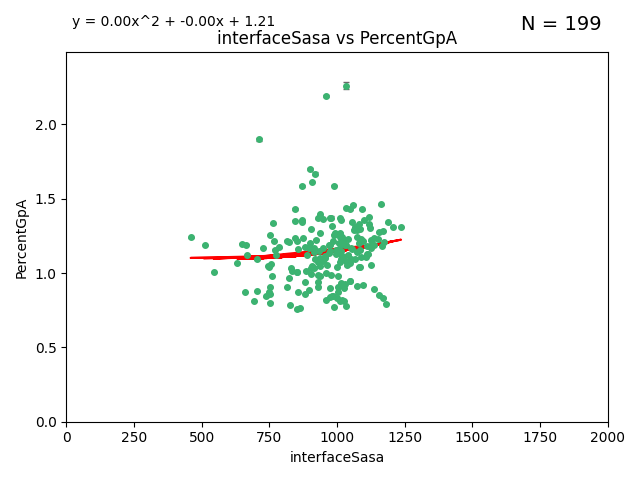 y = 0.00x^2 + -0.00x + 1.21
N = 199
interfaceSasa vs PercentGpA
PercentGpA
2.0
1.5
1.0
0.5
0.0
0 250 500 750 1000 1250 1500 1750 2000
interfaceSasa